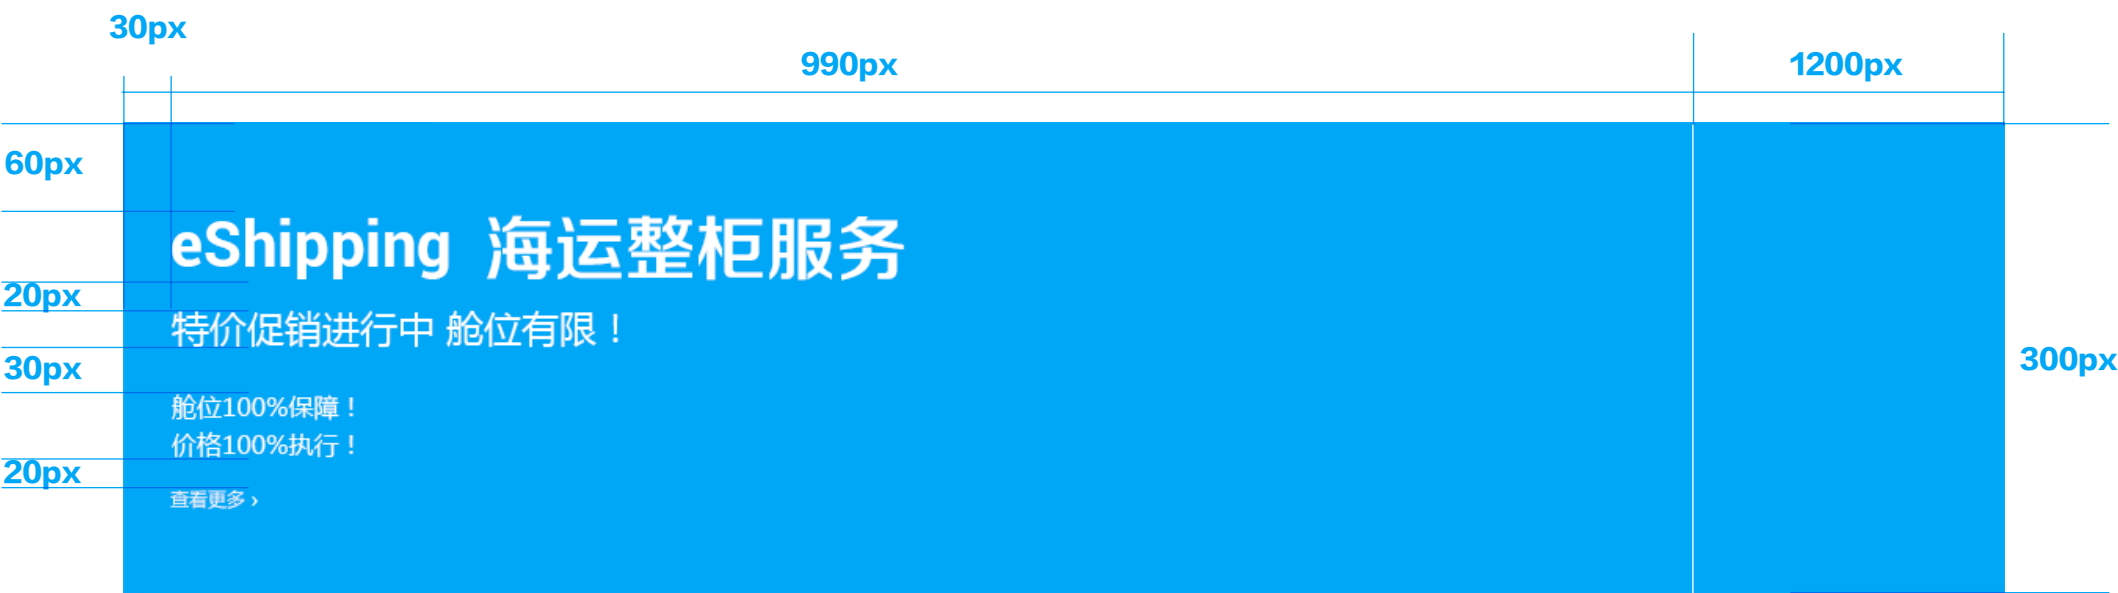 30px
990px
1200px
60px
eShipping 海运整柜服务
20px
特价促销进行中 舱位有限！
30px
300px
舱位100%保障！
价格100%执行！
20px
查看更多 ›